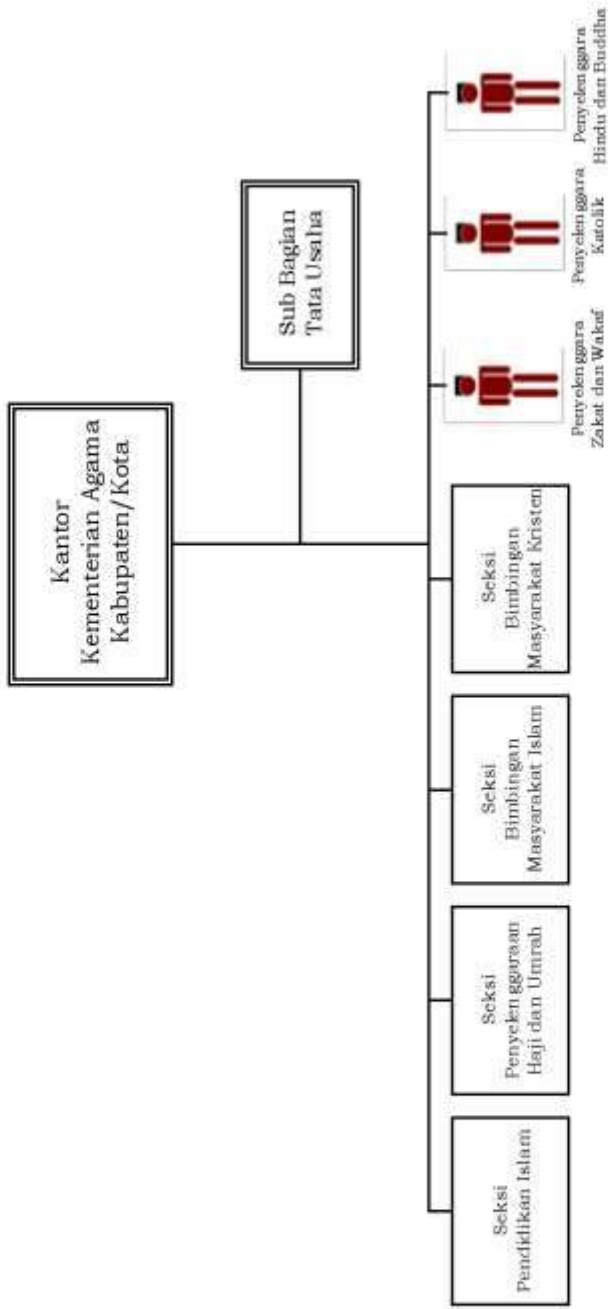 Kantor
Kementerian Agama
Kabupaten/Kota
Sub Bagian
Tata Usaha
Seksi
Pendidikan Islam
Seksi
Penyelenggaraan
Haji dan Umrah
Seksi
Bimbingan
Masyarakat Islam
Seksi
Bimbingan
Masyarakat Kristen
Penyelenggara
Zakat dan Wakaf
Penyelenggara
Katolik
Penyelenggara
Hindu dan Buddha